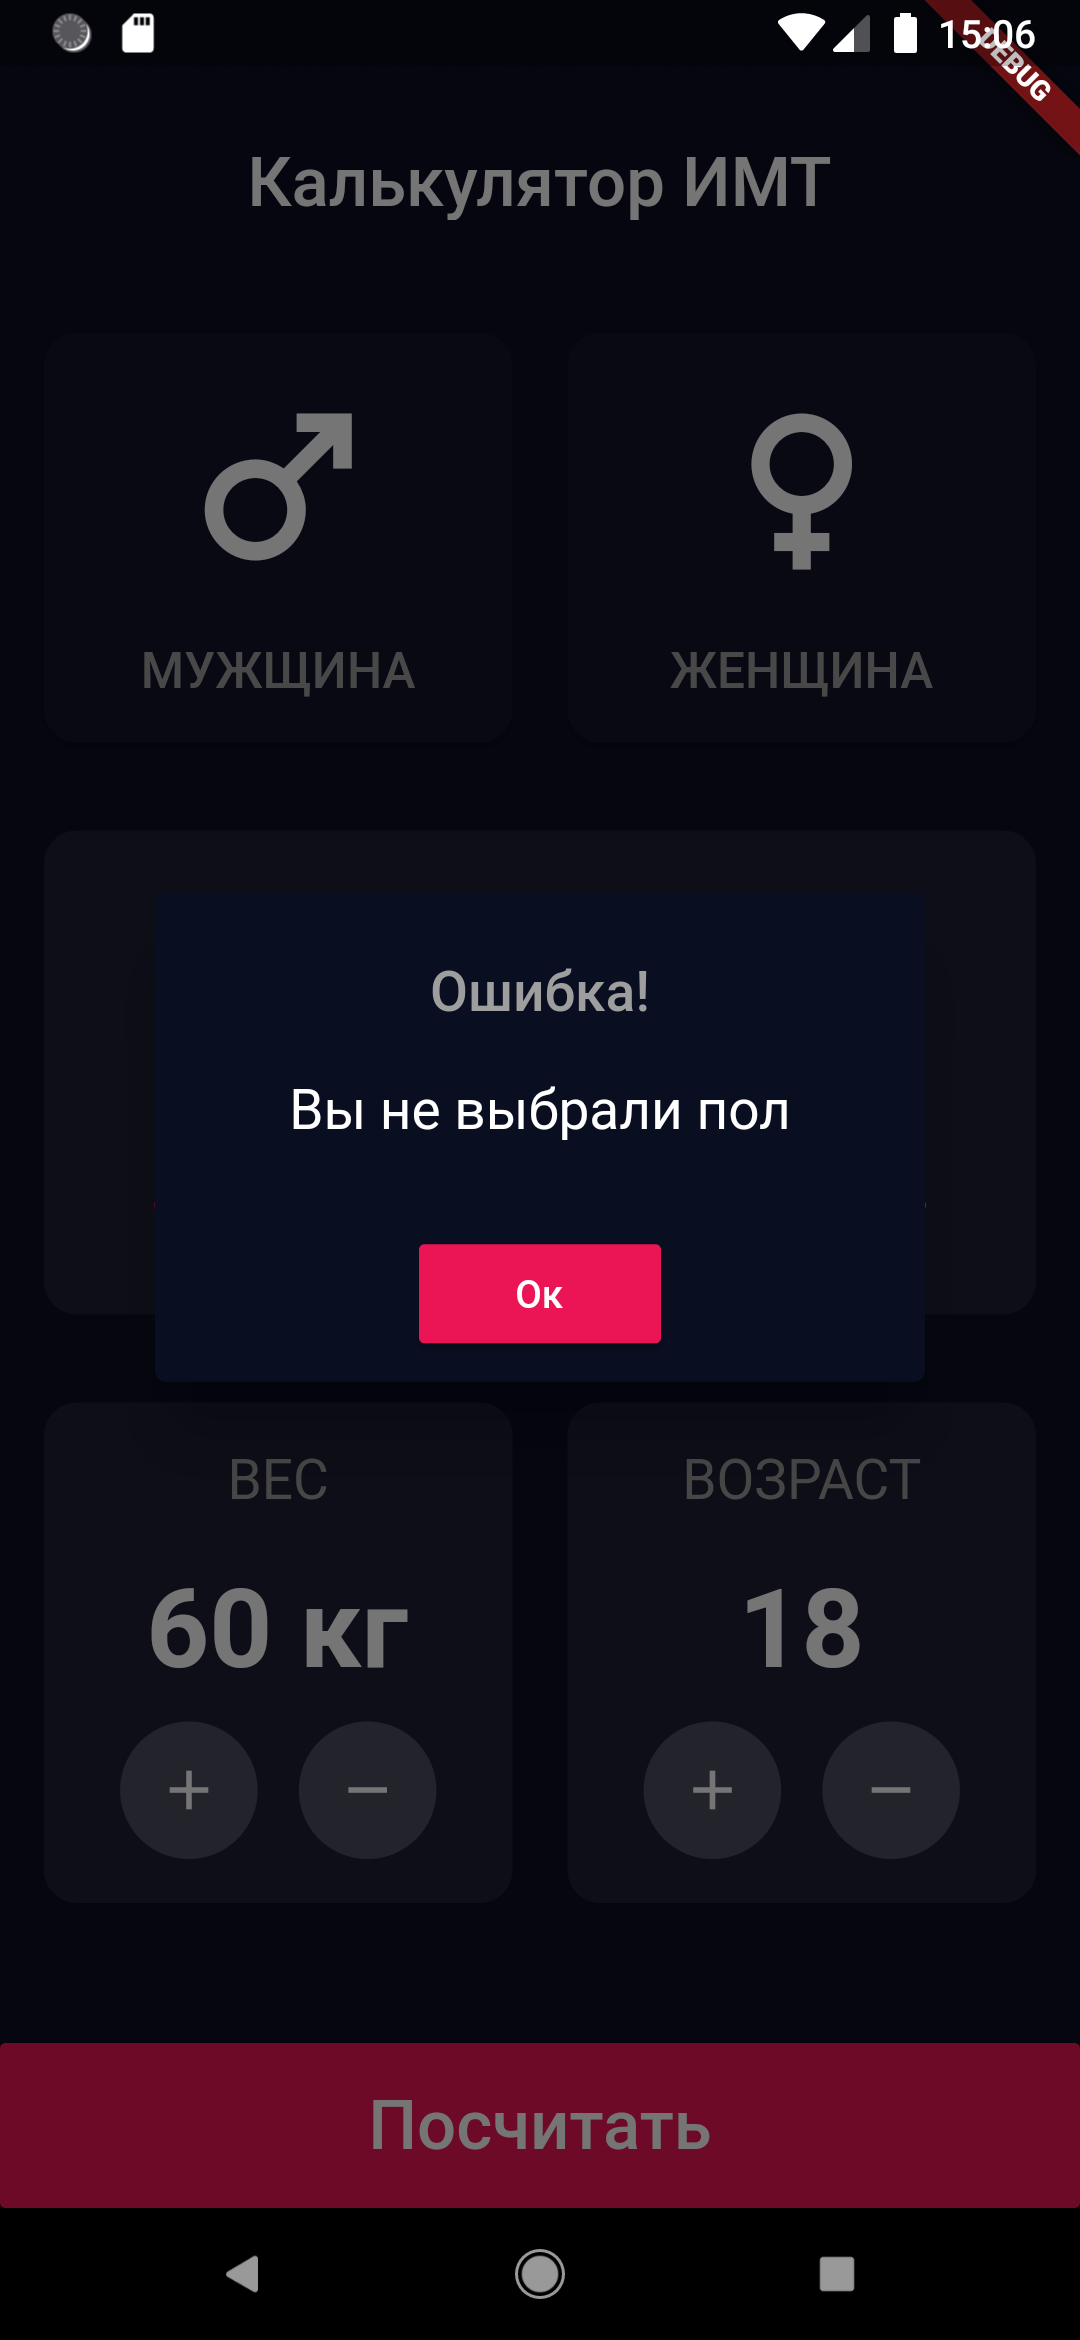 15:06
DEBUG
Калькулятор ИМТ
МУЖЩИНА
ЖЕНЩИНА
Ошибка!
Вы не выбрали пол
Ок
ВЕС
ВОЗРАСТ
60 кг
18
+
−
+
−
Посчитать